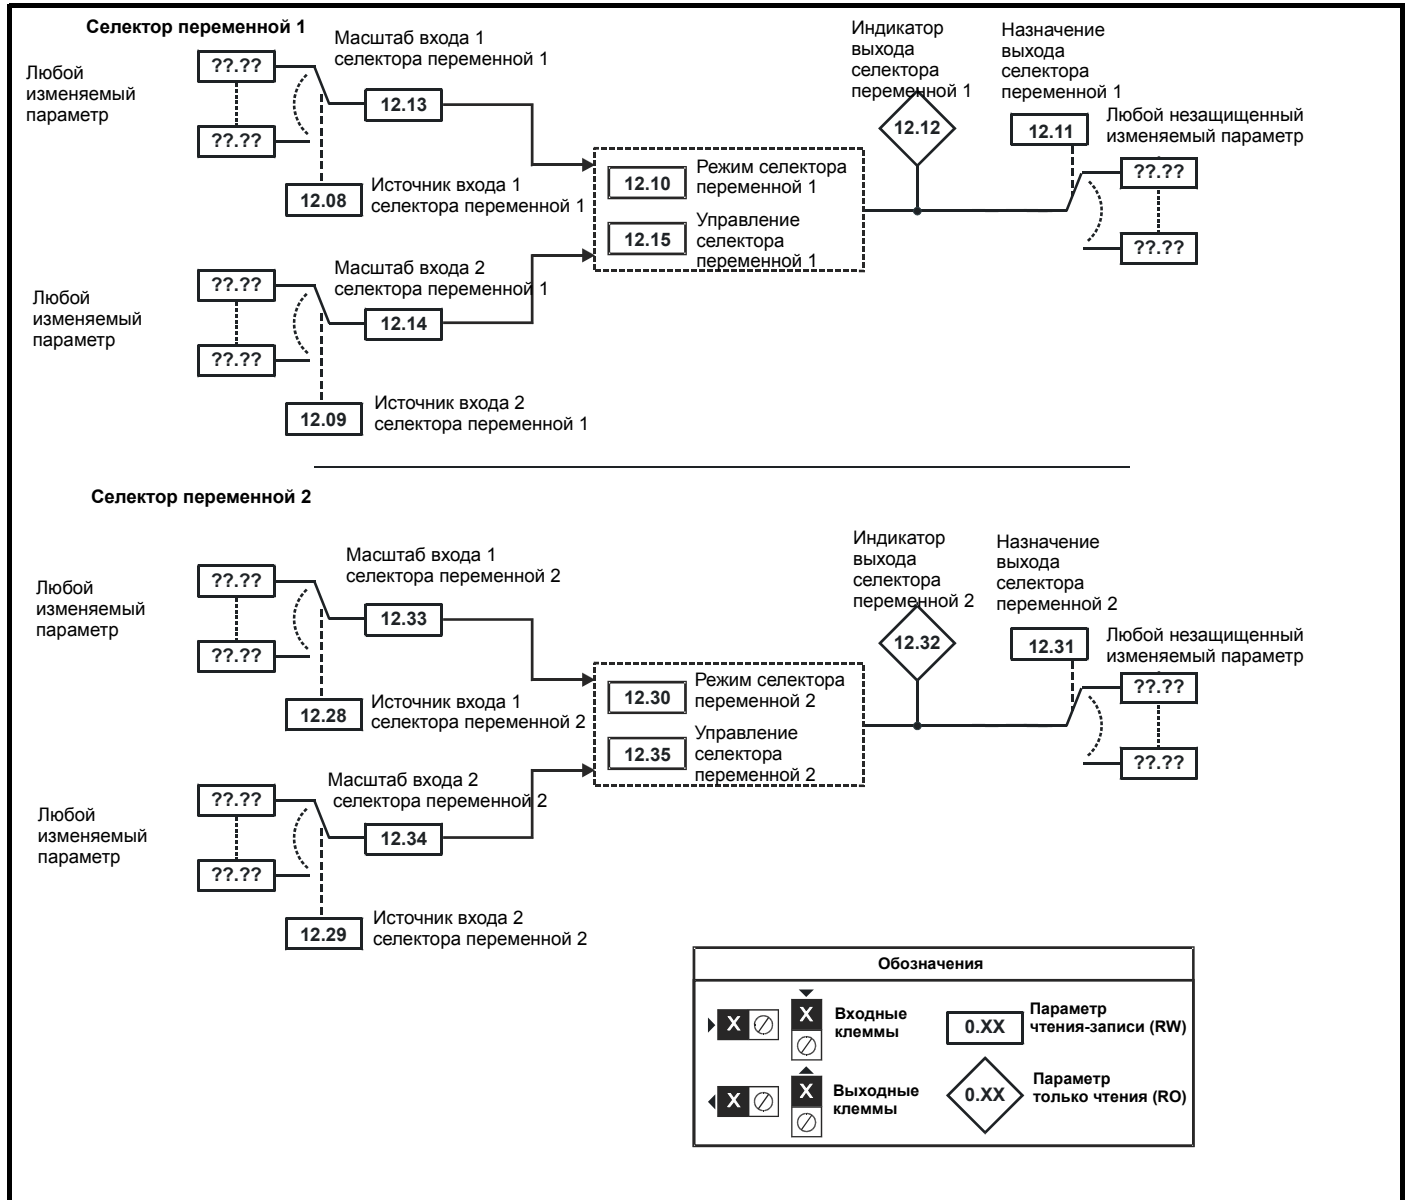 Селектор переменной 1
Любой
изменяемый
параметр
??.??
??.??
Масштаб входа 1
селектора переменной 1
12.13
12.08
Источник входа 1
селектора переменной 1
Любой
изменяемый
параметр
??.??
??.??
Масштаб входа 2
селектора переменной 1
12.14
12.09
Источник входа 2
селектора переменной 1
12.10
Режим селектора
переменной 1
12.15
Управление
селектора
переменной 1
Индикатор
выхода
селектора
переменной 1
12.12
Назначение
выхода
селектора
переменной 1
12.11
Любой незащищенный
изменяемый параметр
??.??
??.??
Селектор переменной 2
Любой
изменяемый
параметр
??.??
??.??
Масштаб входа 1
селектора переменной 2
12.33
12.28
Источник входа 1
селектора переменной 2
Любой
изменяемый
параметр
??.??
??.??
Масштаб входа 2
селектора переменной 2
12.34
12.29
Источник входа 2
селектора переменной 2
12.30
Режим селектора
переменной 2
12.35
Управление
селектора
переменной 2
Индикатор
выхода
селектора
переменной 2
12.32
Назначение
выхода
селектора
переменной 2
12.31
Любой незащищенный
изменяемый параметр
??.??
??.??
Обозначения
X
X
Входные
клеммы
0.XX
Параметр
чтения-записи (RW)
X
X
Выходные
клеммы
0.XX
Параметр
только чтения (RO)